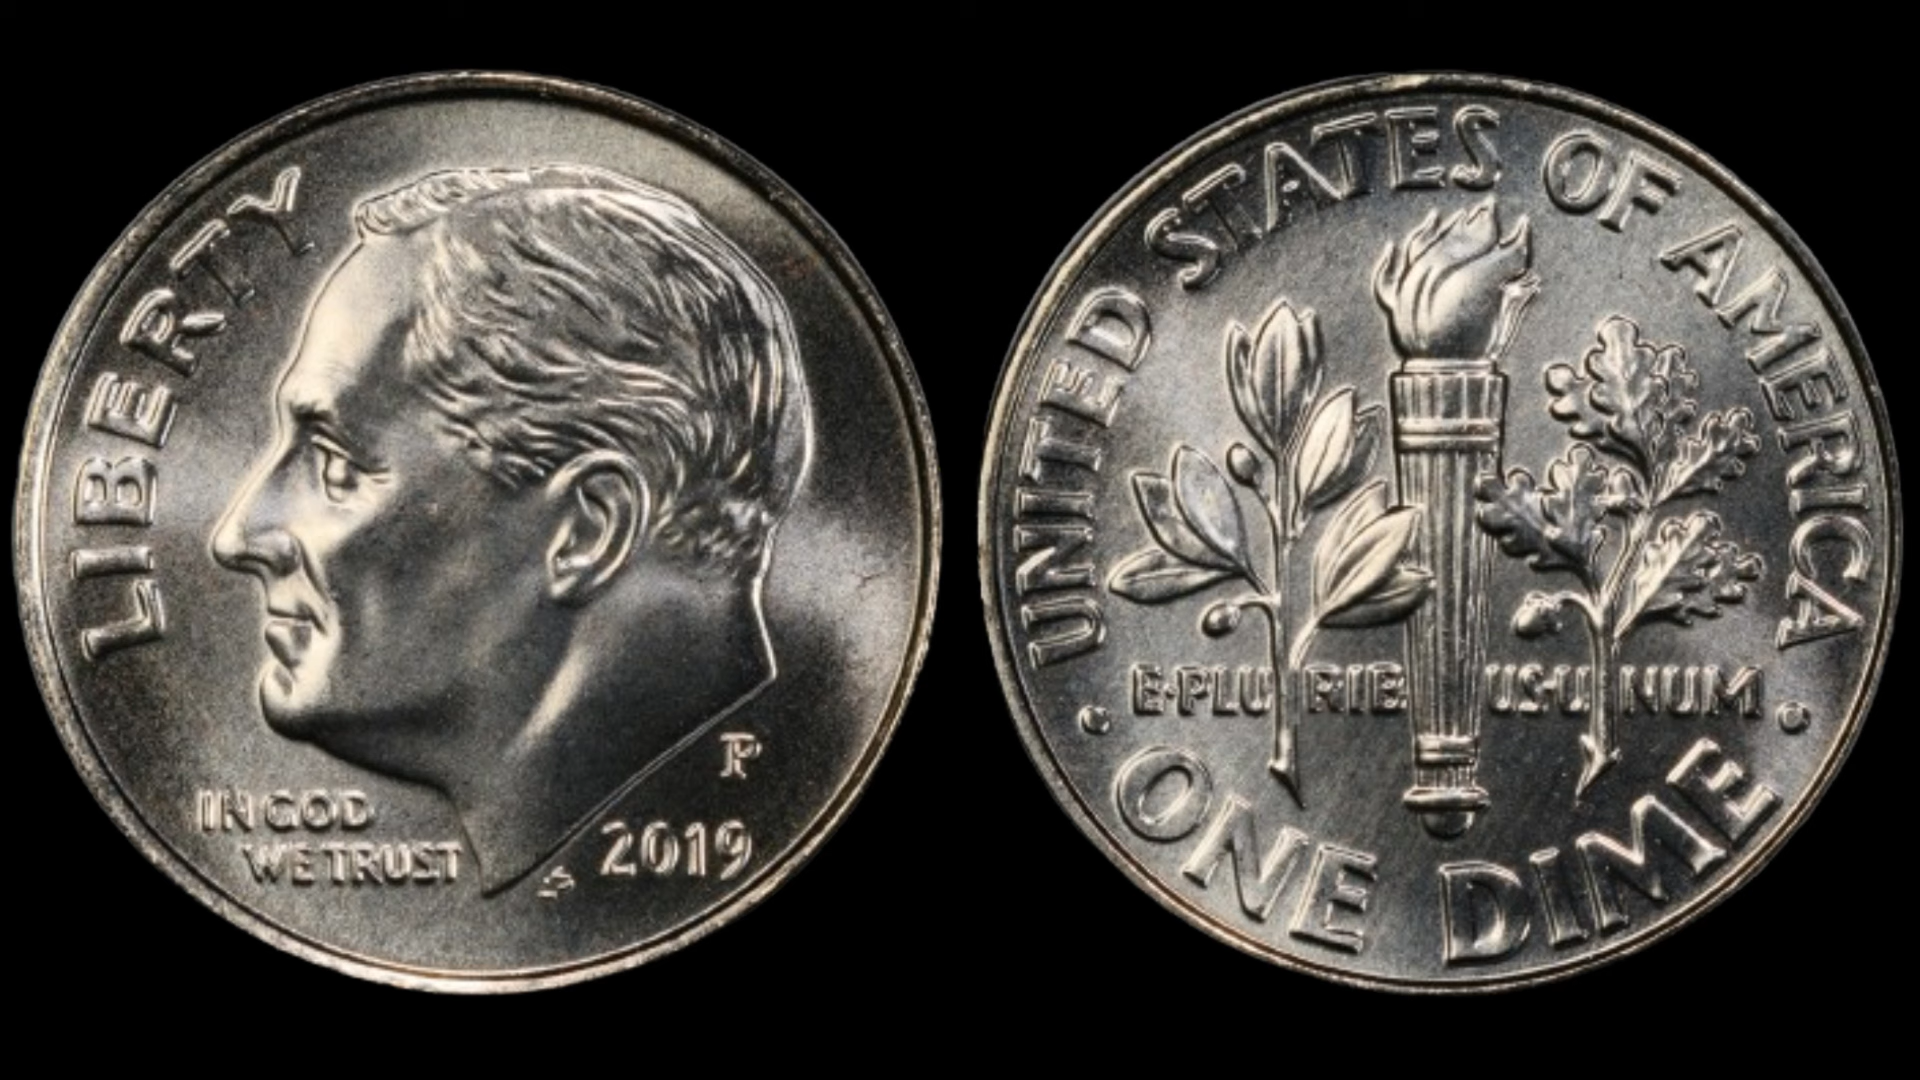 LIBERTY
IN GOD
WE TRUST
P
2019
UNITED STATES OF AMERICA
E·PLURIBUS·UNUM
· ONE DIME ·